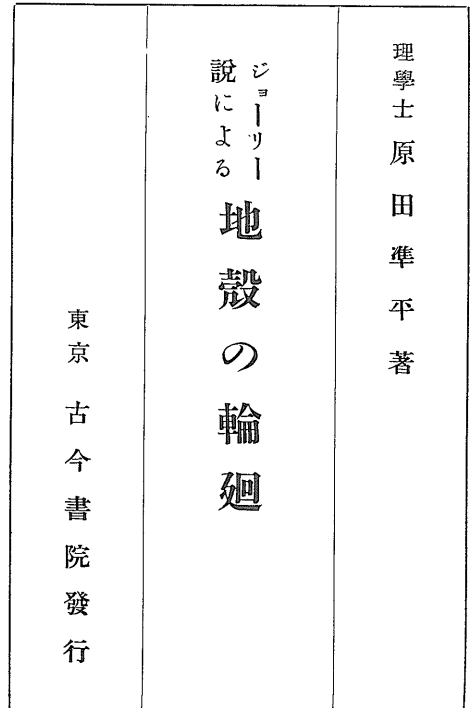 理學士 原田準平著
ジョーリー
說による
地殼の輪廻
東京 古今書院發行